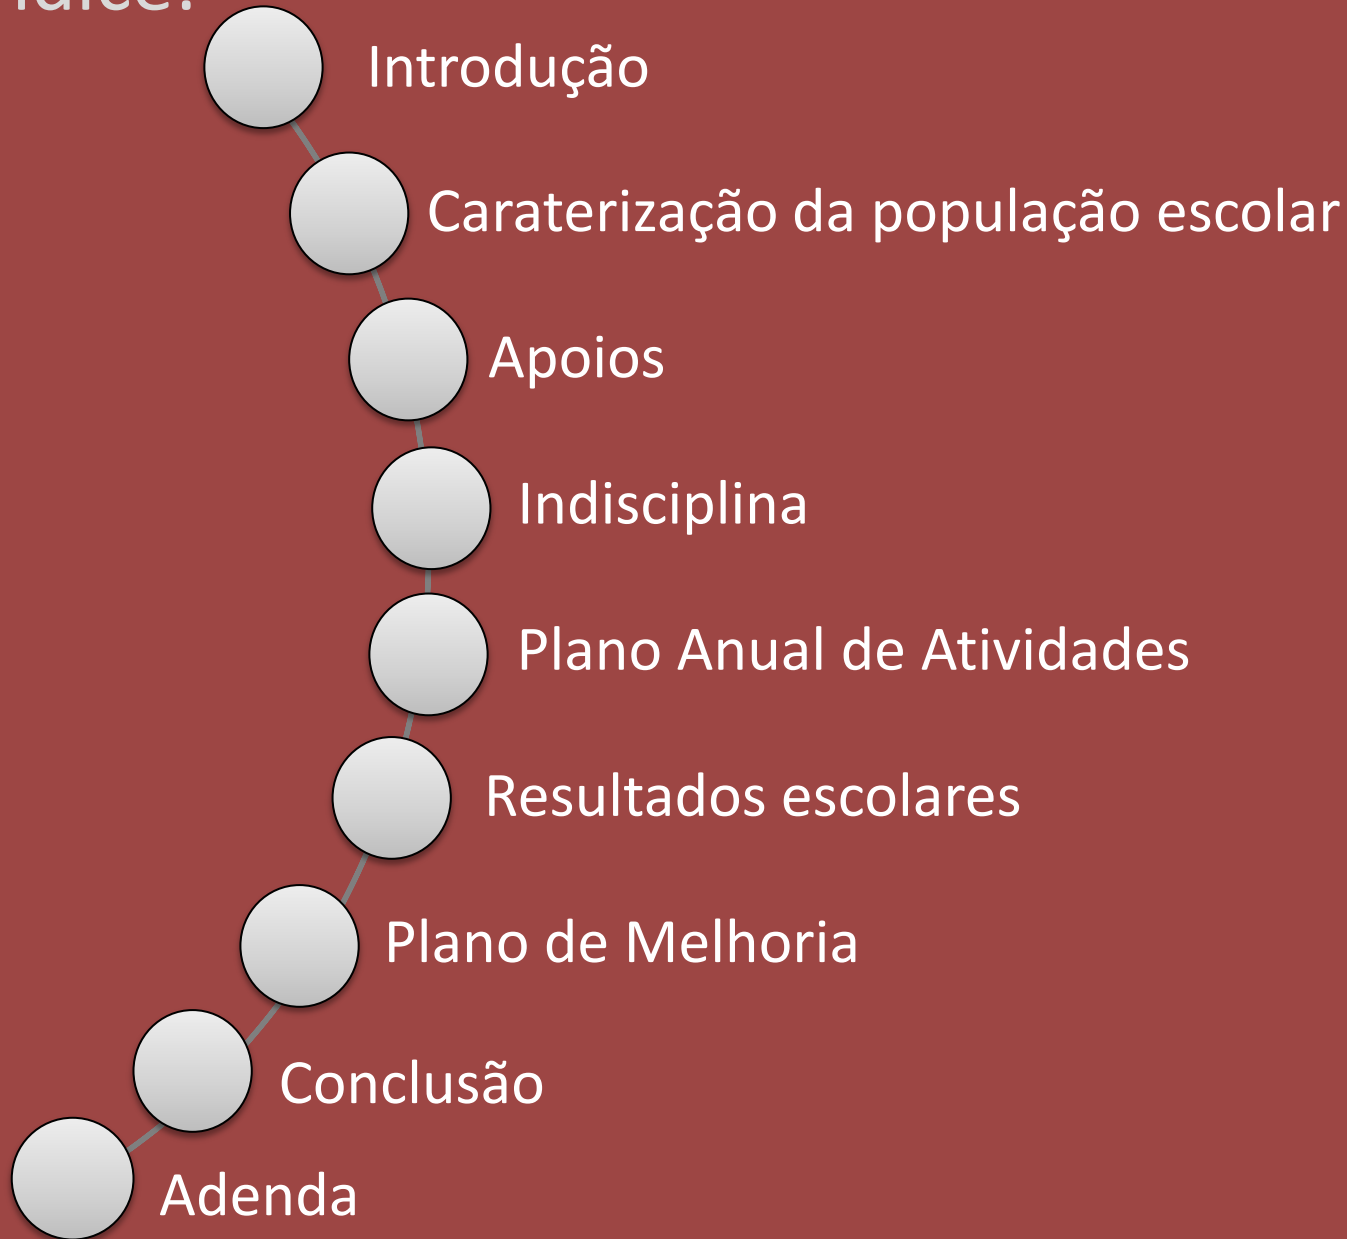 Introdução
Caraterização da população escolar
Apoios
Indisciplina
Plano Anual de Atividades
Resultados escolares
Plano de Melhoria
Conclusão
Adenda